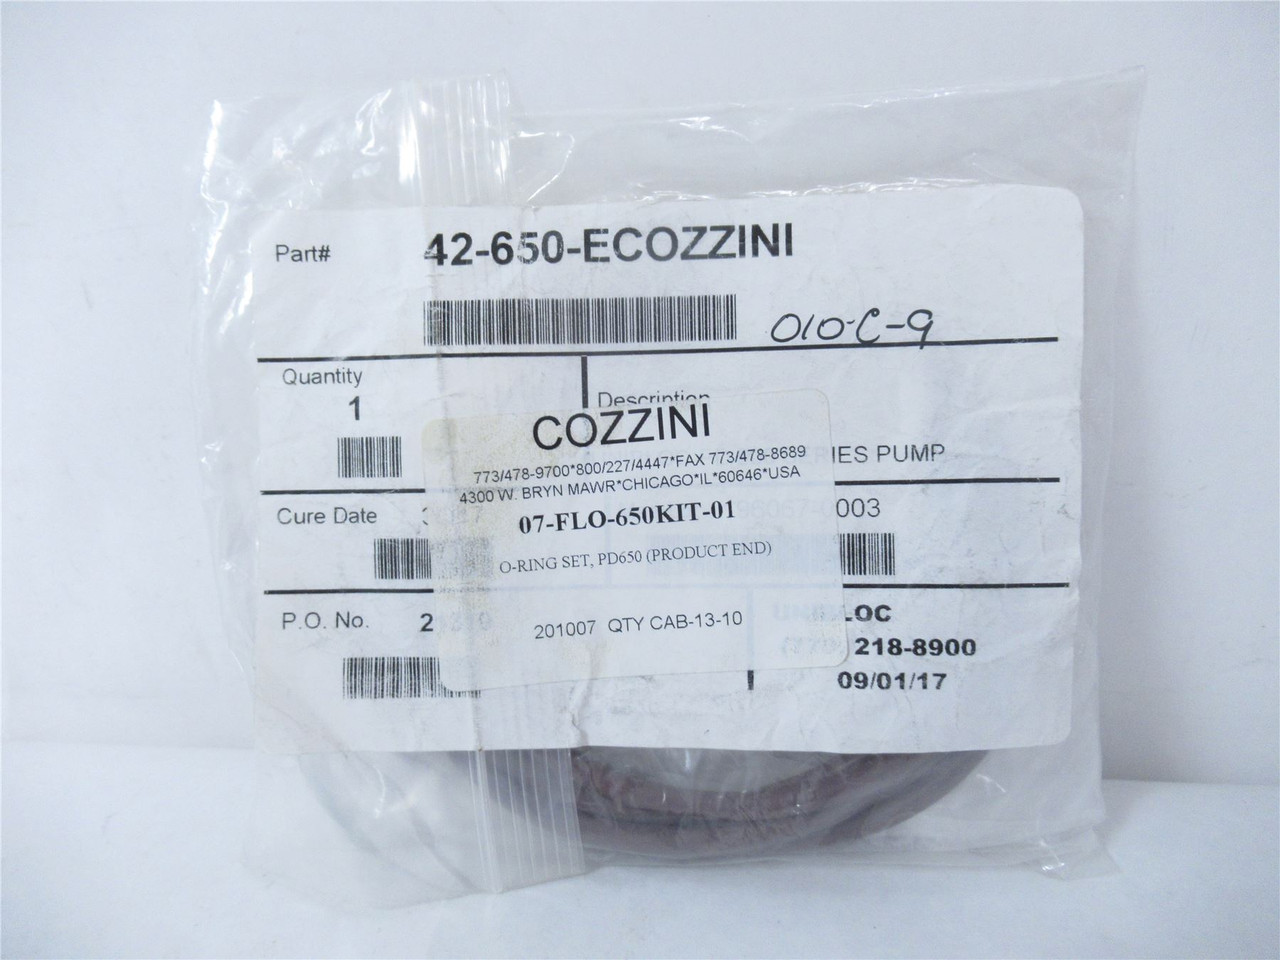 Part# 42-650-ECOZZINI
010-C-9
Quantity
1
Description
COZZINI
773/478-9700*800/227/4447*FAX 773/478-8689
4300 W. BRYN MAWR*CHICAGO*IL*60646*USA
07-FLO-650KIT-01
O-RING SET, PD650 (PRODUCT END)
201007 QTY CAB-13-10
IES PUMP
Cure Date
0003
P.O. No. 2
LOC
218-8900
09/01/17